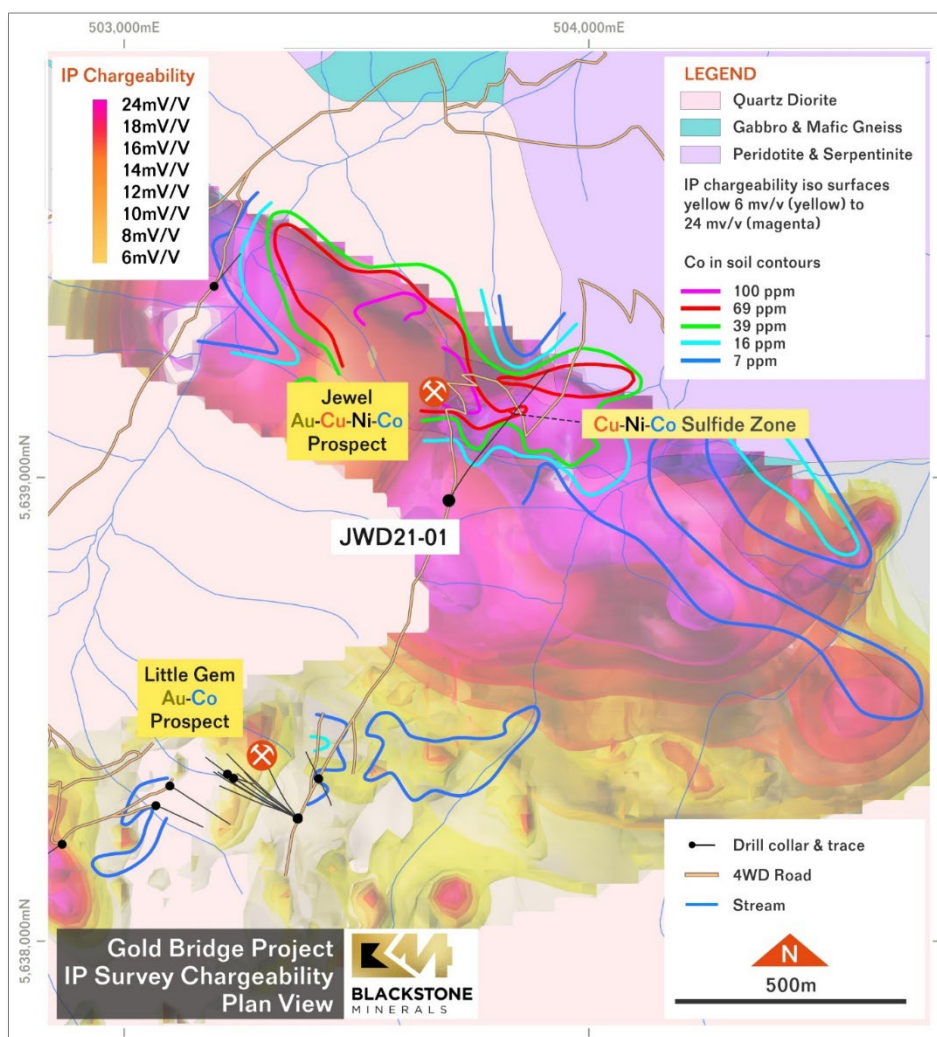 503,000mE
504,000mE
IP Chargeability
24mV/V
18mV/V
16mV/V
14mV/V
12mV/V
10mV/V
8mV/V
6mV/V
LEGEND
Quartz Diorite
Gabbro & Mafic Gneiss
Peridotite & Serpentinite
IP chargeability iso surfaces
yellow 6 mv/v (yellow) to
24 mv/v (magenta)
Co in soil contours
100 ppm
69 ppm
39 ppm
16 ppm
7 ppm
Jewel
Au-Cu-Ni-Co
Prospect
Cu-Ni-Co Sulfide Zone
5,639,000mN
JWD21-01
Little Gem
Au-Co
Prospect
5,638,000mN
Drill collar & trace
4WD Road
Stream
N
500m
Gold Bridge Project
IP Survey Chargeability
Plan View
BLACKSTONE
MINERALS